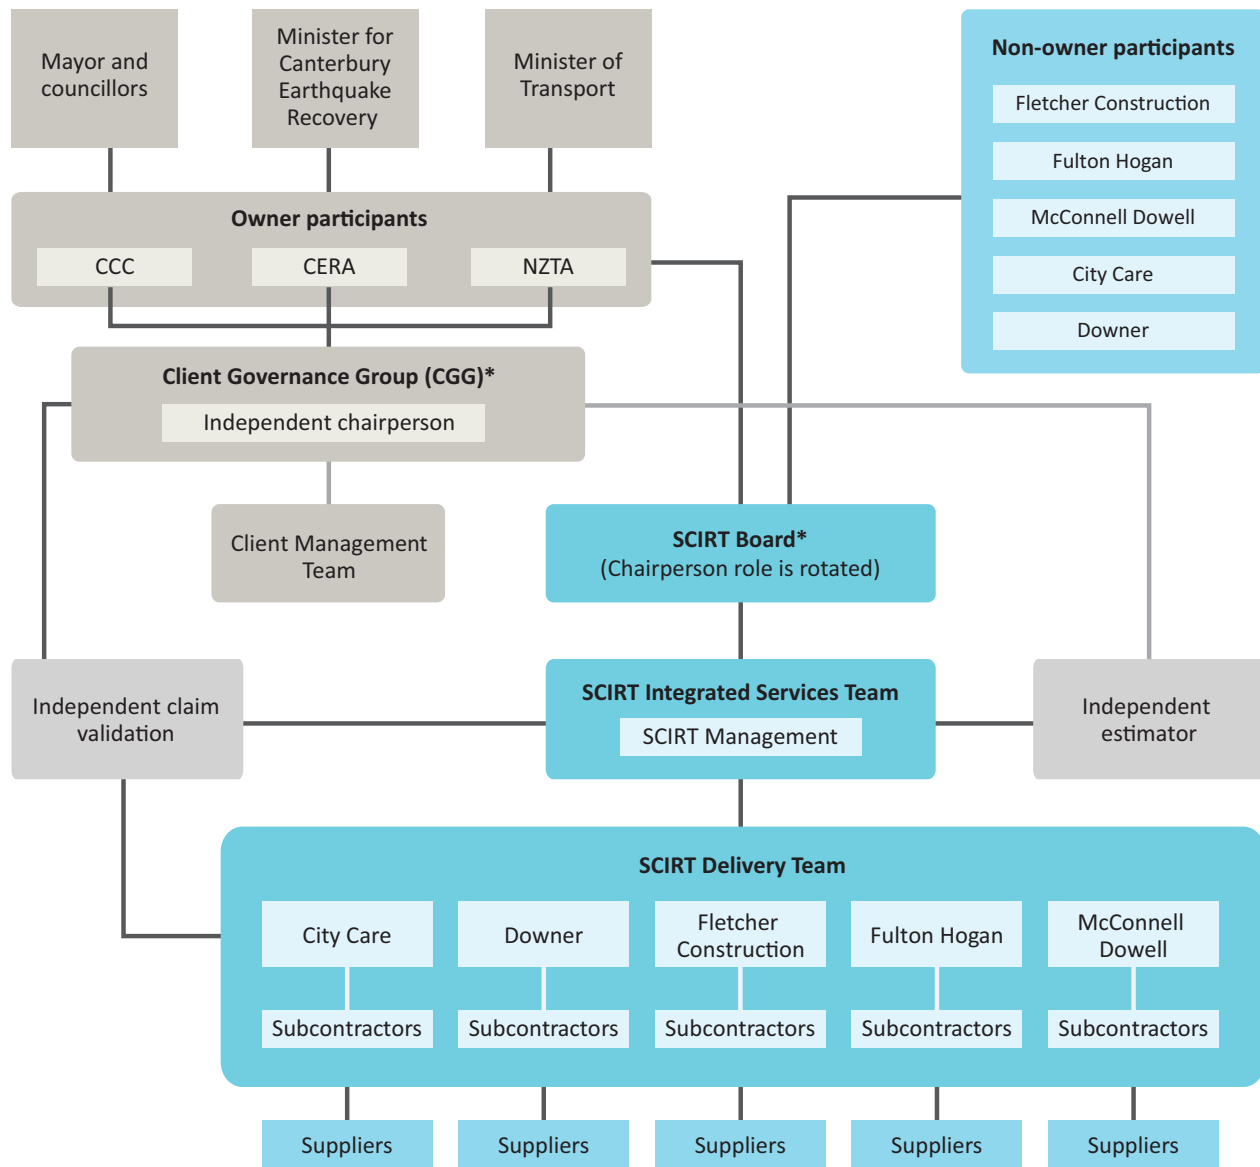 Mayor and
councillors
Minister for
Canterbury
Earthquake
Recovery
Minister of
Transport
Non-owner participants
Fletcher Construction
Fulton Hogan
McConnell Dowell
City Care
Downer
Owner participants
CCC
CERA
NZTA
Client Governance Group (CGG)*
Independent chairperson
Client Management
Team
SCIRT Board*
(Chairperson role is rotated)
Independent claim
validation
SCIRT Integrated Services Team
SCIRT Management
Independent
estimator
SCIRT Delivery Team
City Care
Downer
Fletcher
Construction
Fulton Hogan
McConnell
Dowell
Subcontractors
Subcontractors
Subcontractors
Subcontractors
Subcontractors
Suppliers
Suppliers
Suppliers
Suppliers
Suppliers